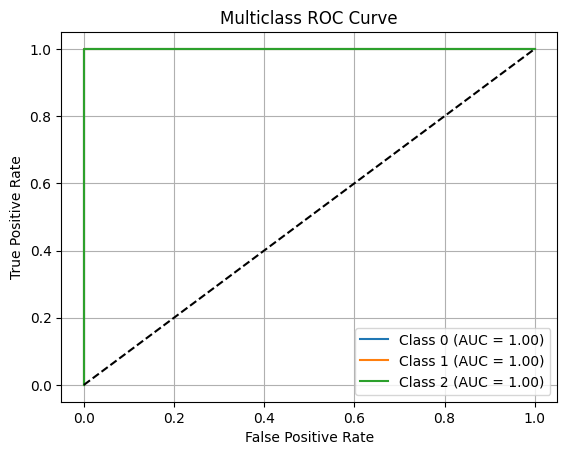 Multiclass ROC Curve
True Positive Rate
1.0
0.8
0.6
0.4
0.2
0.0
Class 0 (AUC = 1.00)
Class 1 (AUC = 1.00)
Class 2 (AUC = 1.00)
0.0 0.2 0.4 0.6 0.8 1.0
False Positive Rate